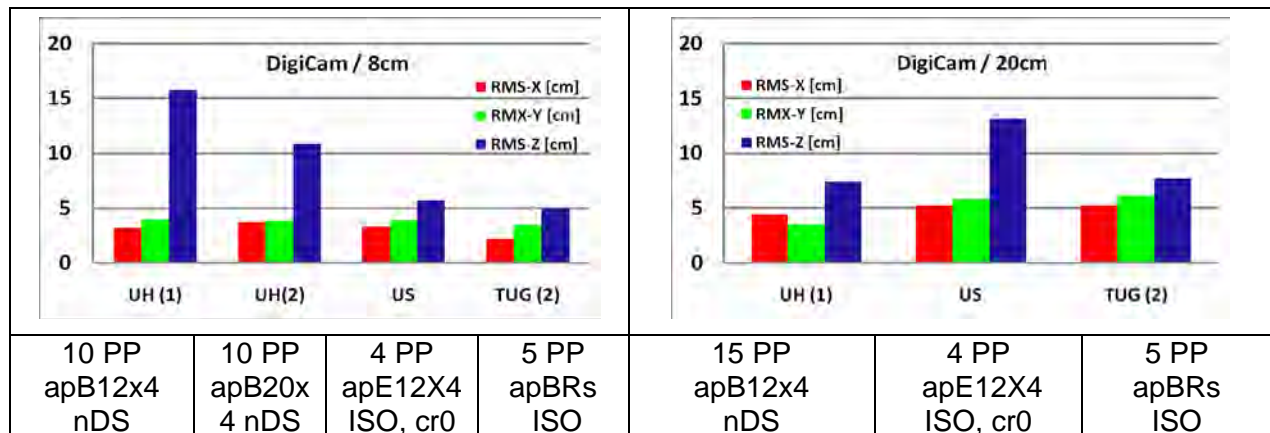 DigiCam / 8cm
20
15
10
5
0
RMS-X [cm]
RMX-Y [cm]
RMS-Z [cm]
UH (1) UH(2) US TUG (2)
DigiCam / 20cm
20
15
10
5
0
RMS-X [cm]
RMX-Y [cm]
RMS-Z [cm]
UH (1) US TUG (2)
10 PP
apB12x4
nDS
10 PP
apB20x
4 nDS
4 PP
apE12X4
ISO, cr0
5 PP
apBRs
ISO
15 PP
apB12x4
nDS
4 PP
apE12X4
ISO, cr0
5 PP
apBRs
ISO